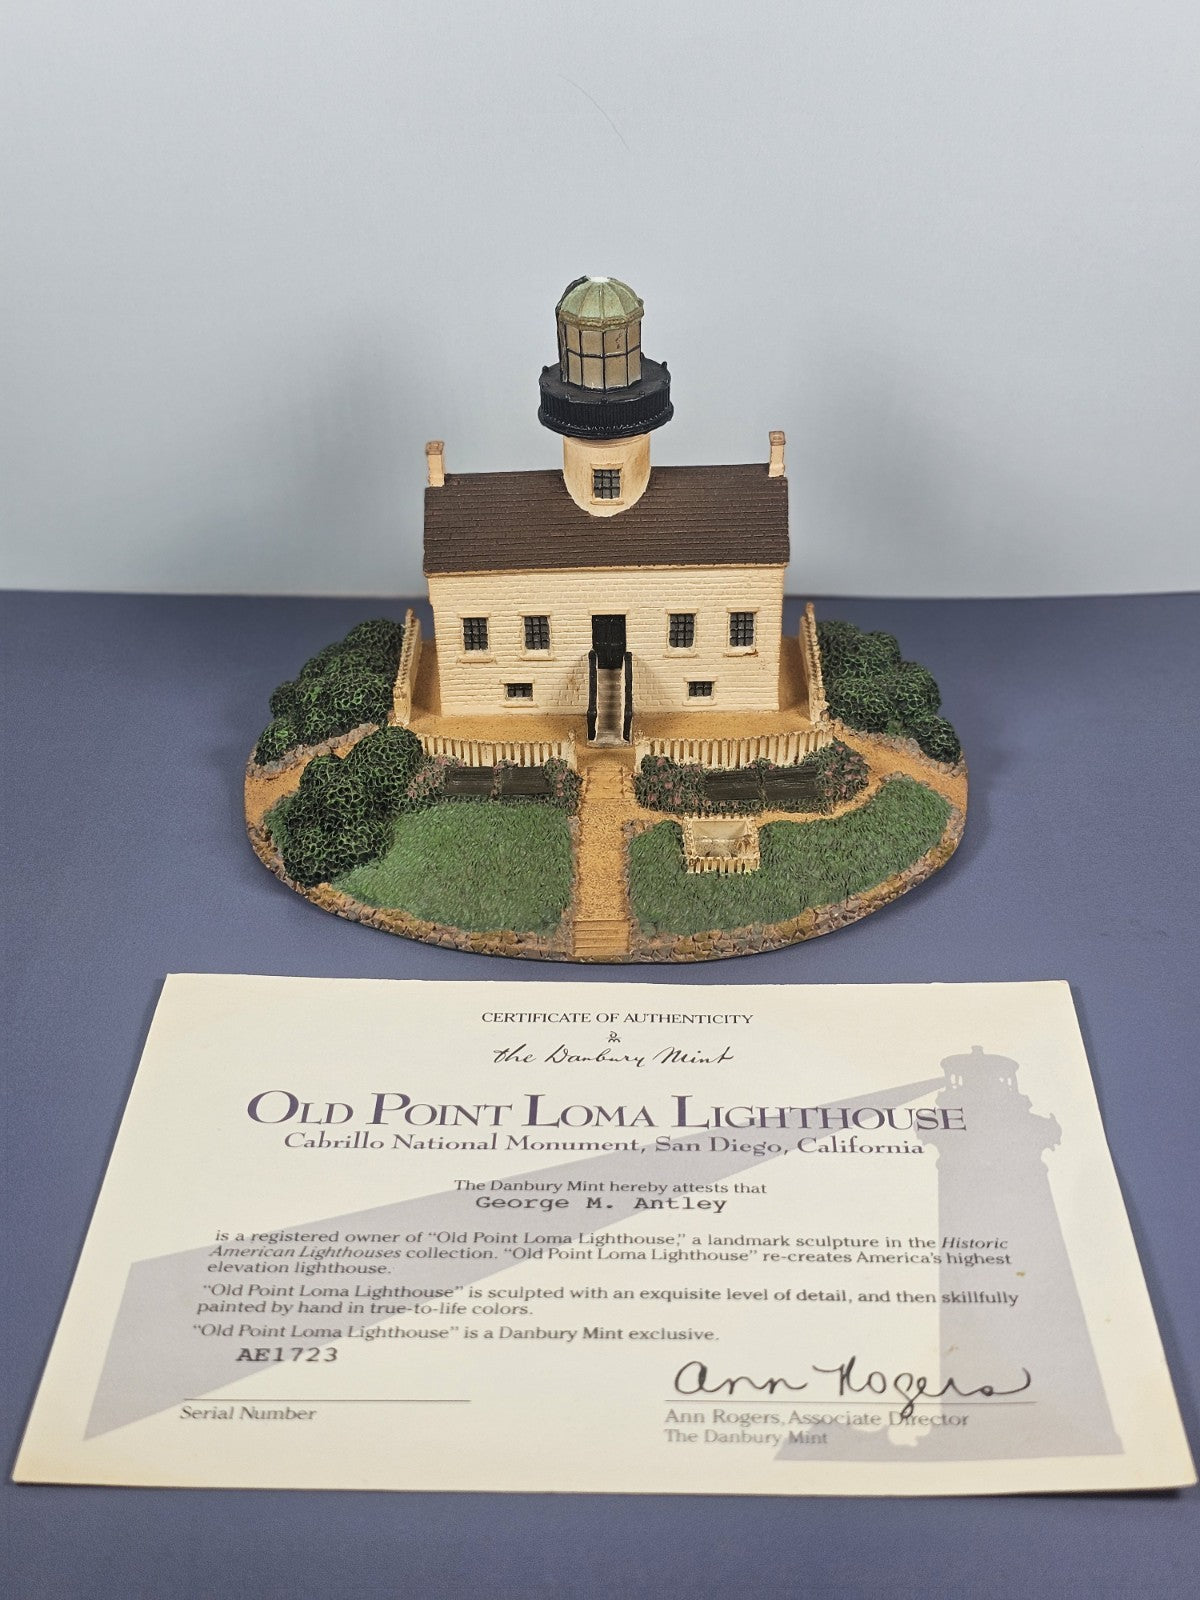 CERTIFICATE OF AUTHENTICITY
the Danbury Mint
OLD POINT LOMA LIGHTHOUSE
Cabrillo National Monument, San Diego, California
The Danbury Mint hereby attests that
George M. Antley
is a registered owner of "Old Point Loma Lighthouse," a landmark sculpture in the Historic
American Lighthouses collection. "Old Point Loma Lighthouse" re-creates America's highest
elevation lighthouse.
"Old Point Loma Lighthouse" is sculpted with an exquisite level of detail, and then skillfully
painted by hand in true-to-life colors.
"Old Point Loma Lighthouse" is a Danbury Mint exclusive.
AE1723
Ann Rogers
Serial Number
Ann Rogers, Associate Director
The Danbury Mint